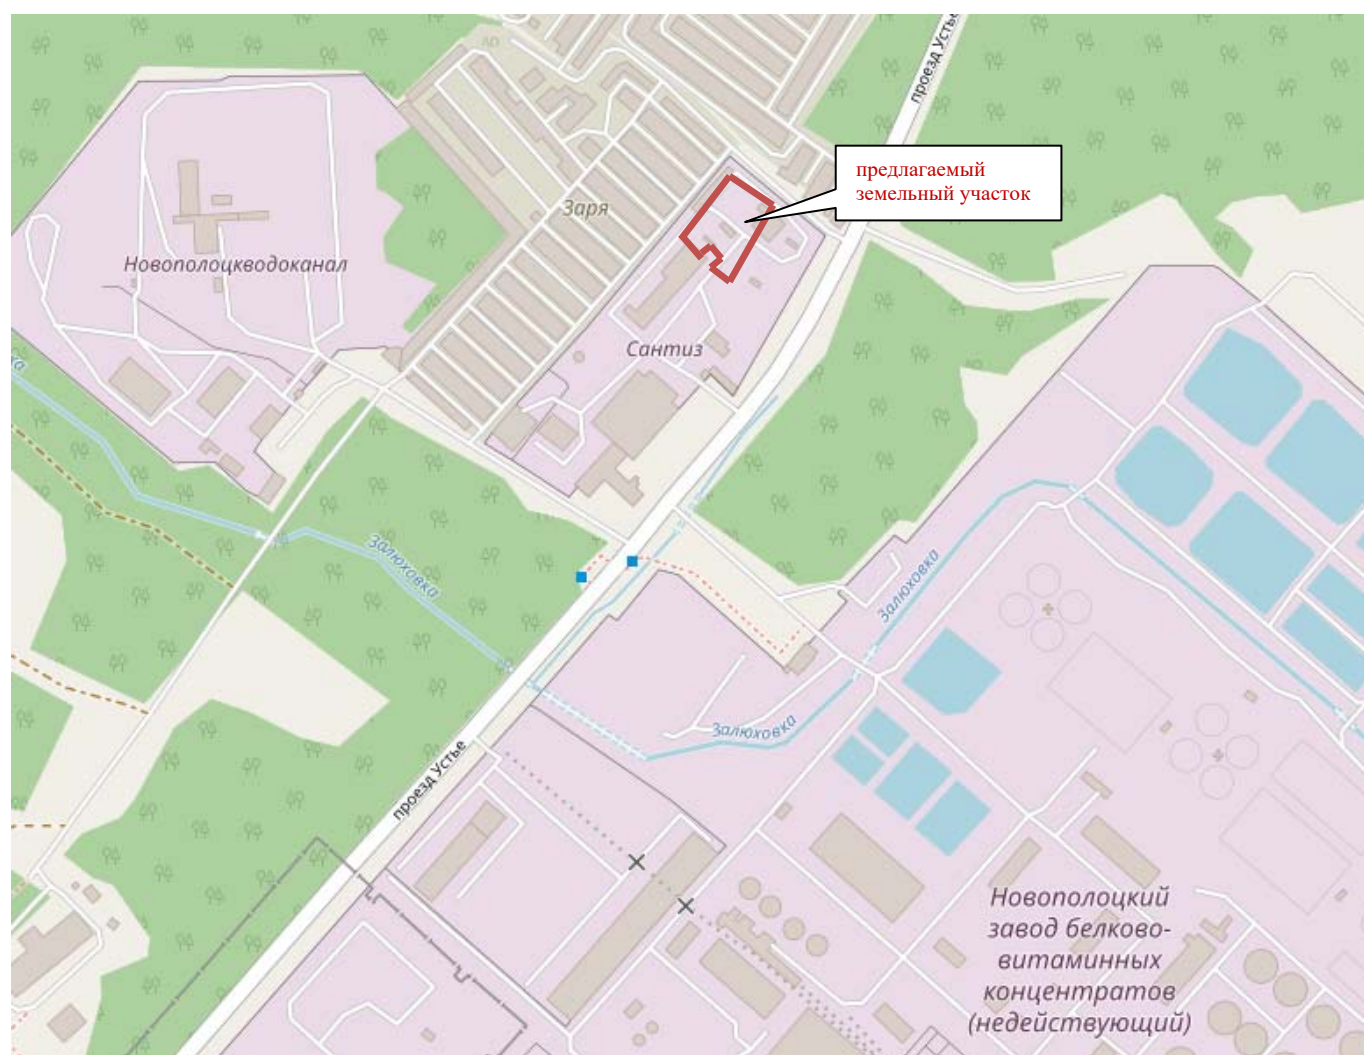 проезд Устье
предлагаемый
земельный участок
Заря
Новополоцкводоканал
Сантиз
ка
Залюховка
Залюховка
Залюховка
проезд Устье
Новополоцкий
завод белково-
витаминных
концентратов
(недействующий)